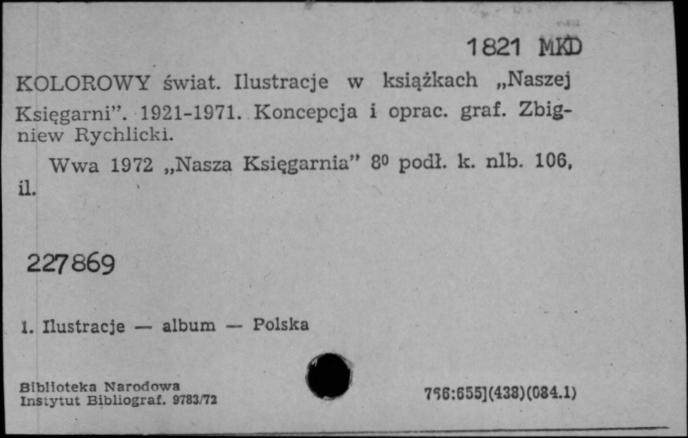 1821 MKD
KOLOROWY świat. Ilustracje w książkach „Naszej
Księgarni”. 1921-1971. Koncepcja i oprac. graf. Zbig-
niew Rychlicki.
Wwa 1972 „Nasza Księgarnia” 8⁰ podł. k. nlb. 106,
il.
227869
1. Ilustracje — album — Polska
Biblioteka Narodowa
Instytut Bibliograf. 9783/72
756:655](438)(084.1)